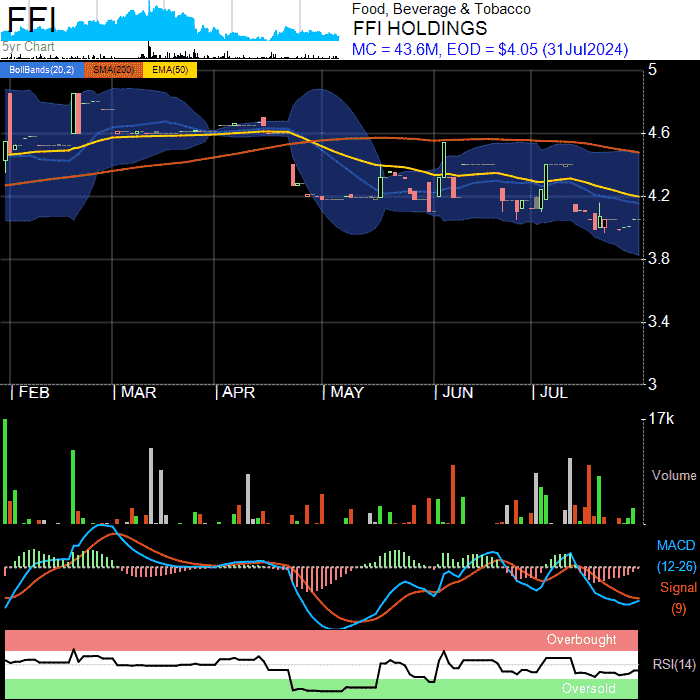 FFI
5yr Chart
Food, Beverage & Tobacco
FFI HOLDINGS
MC = 43.6M, EOD = $4.05 (31Jul2024)
BollBands(20,2) SMA(200) EMA(50)
5
4.6
4.2
3.8
3.4
3
| FEB | MAR | APR | MAY | JUN | JUL
17k
Volume
MACD
(12-26)
Signal
(9)
Overbought
RSI(14)
Oversold